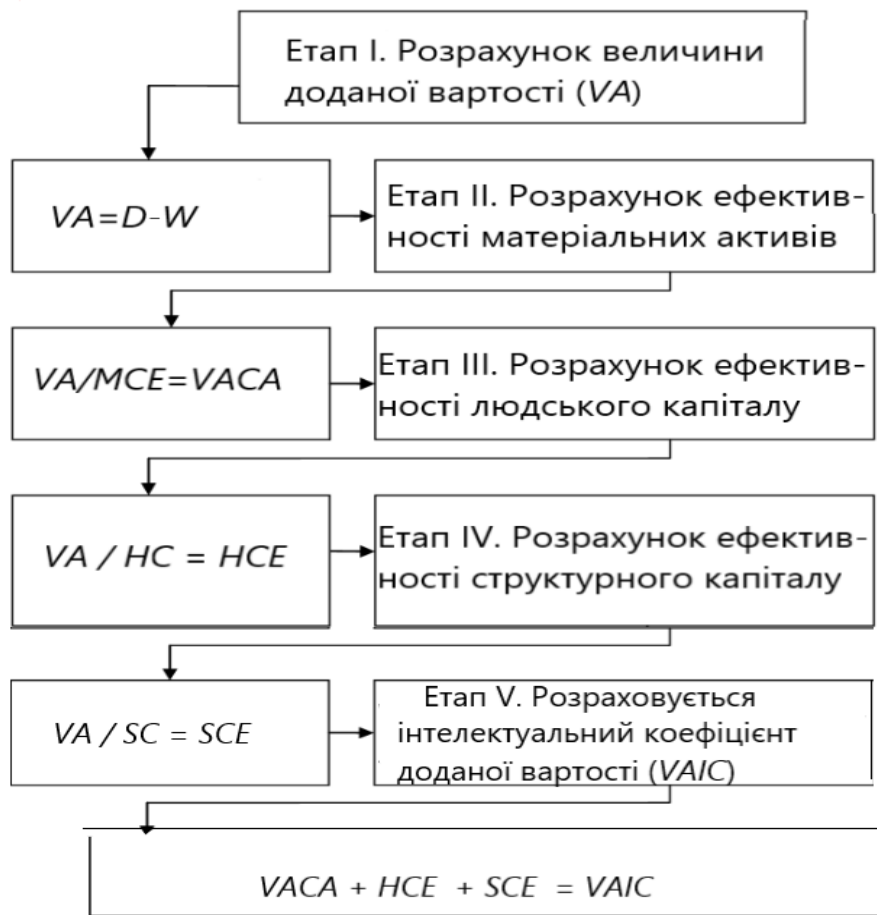 Етап I. Розрахунок величини
доданої вартості (VA)
VA=D-W
Етап II. Розрахунок ефектив-
ності матеріальних активів
VA/MCE=VACA
Етап III. Розрахунок ефектив-
ності людського капіталу
VA / HC = HCE
Етап IV. Розрахунок ефектив-
ності структурного капіталу
VA / SC = SCE
Етап V. Розраховується
інтелектуальний коефіцієнт
доданої вартості (VAIC)
VACA + HCE + SCE = VAIC